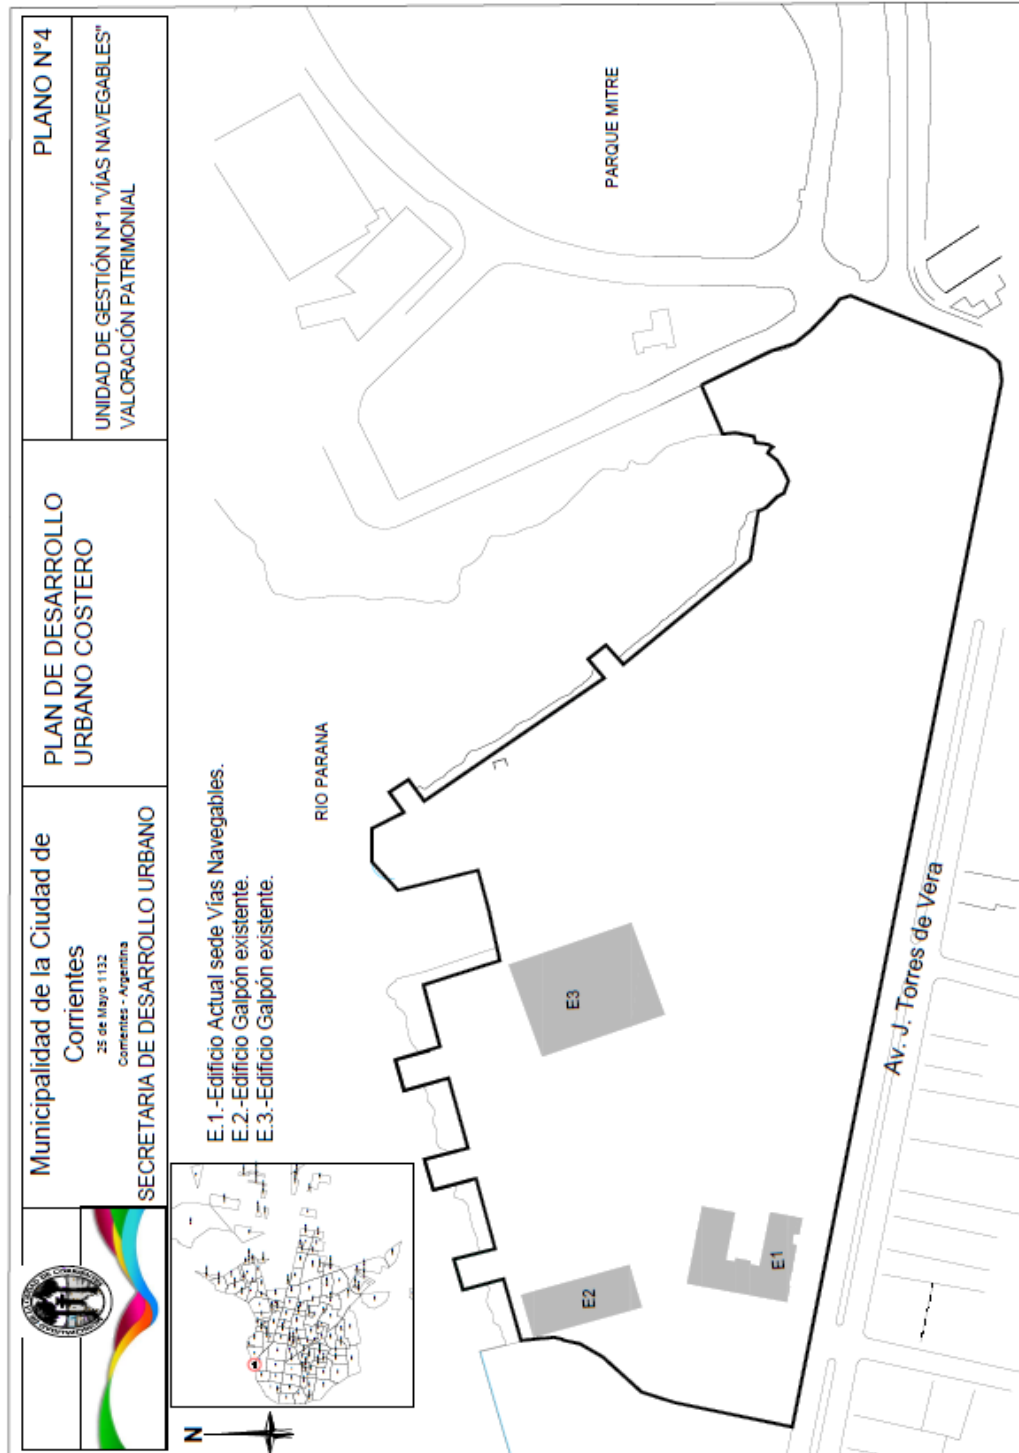 Municipalidad de la Ciudad de
Corrientes
25 de Mayo 1132
Corrientes - Argentina
SECRETARIA DE DESARROLLO URBANO
PLAN DE DESARROLLO
URBANO COSTERO
PLANO N°4
UNIDAD DE GESTIÓN N°1 "VÍAS NAVEGABLES"
VALORACIÓN PATRIMONIAL
N
E.1.-Edificio Actual sede Vías Navegables.
E.2.-Edificio Galpón existente.
E.3.-Edificio Galpón existente.
RIO PARANA
PARQUE MITRE
E3
E2
E1
Av. J. Torres de Vera